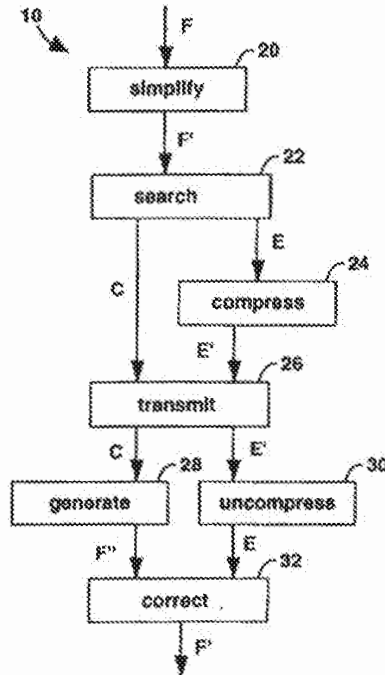 10
F
20
simplify
F'
22
search
C
E
24
compress
E'
26
transmit
C
E'
28
30
generate
uncompress
F''
E
32
correct
F'